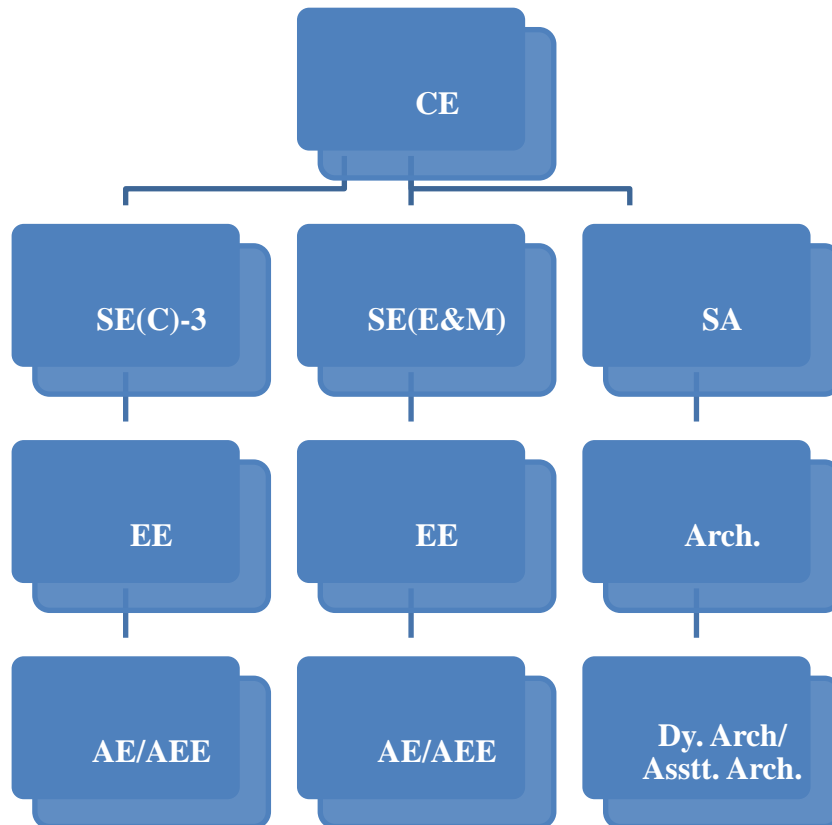 CE
SE(C)-3
SE(E&M)
SA
EE
EE
Arch.
AE/AEE
AE/AEE
Dy. Arch/
Asstt. Arch.